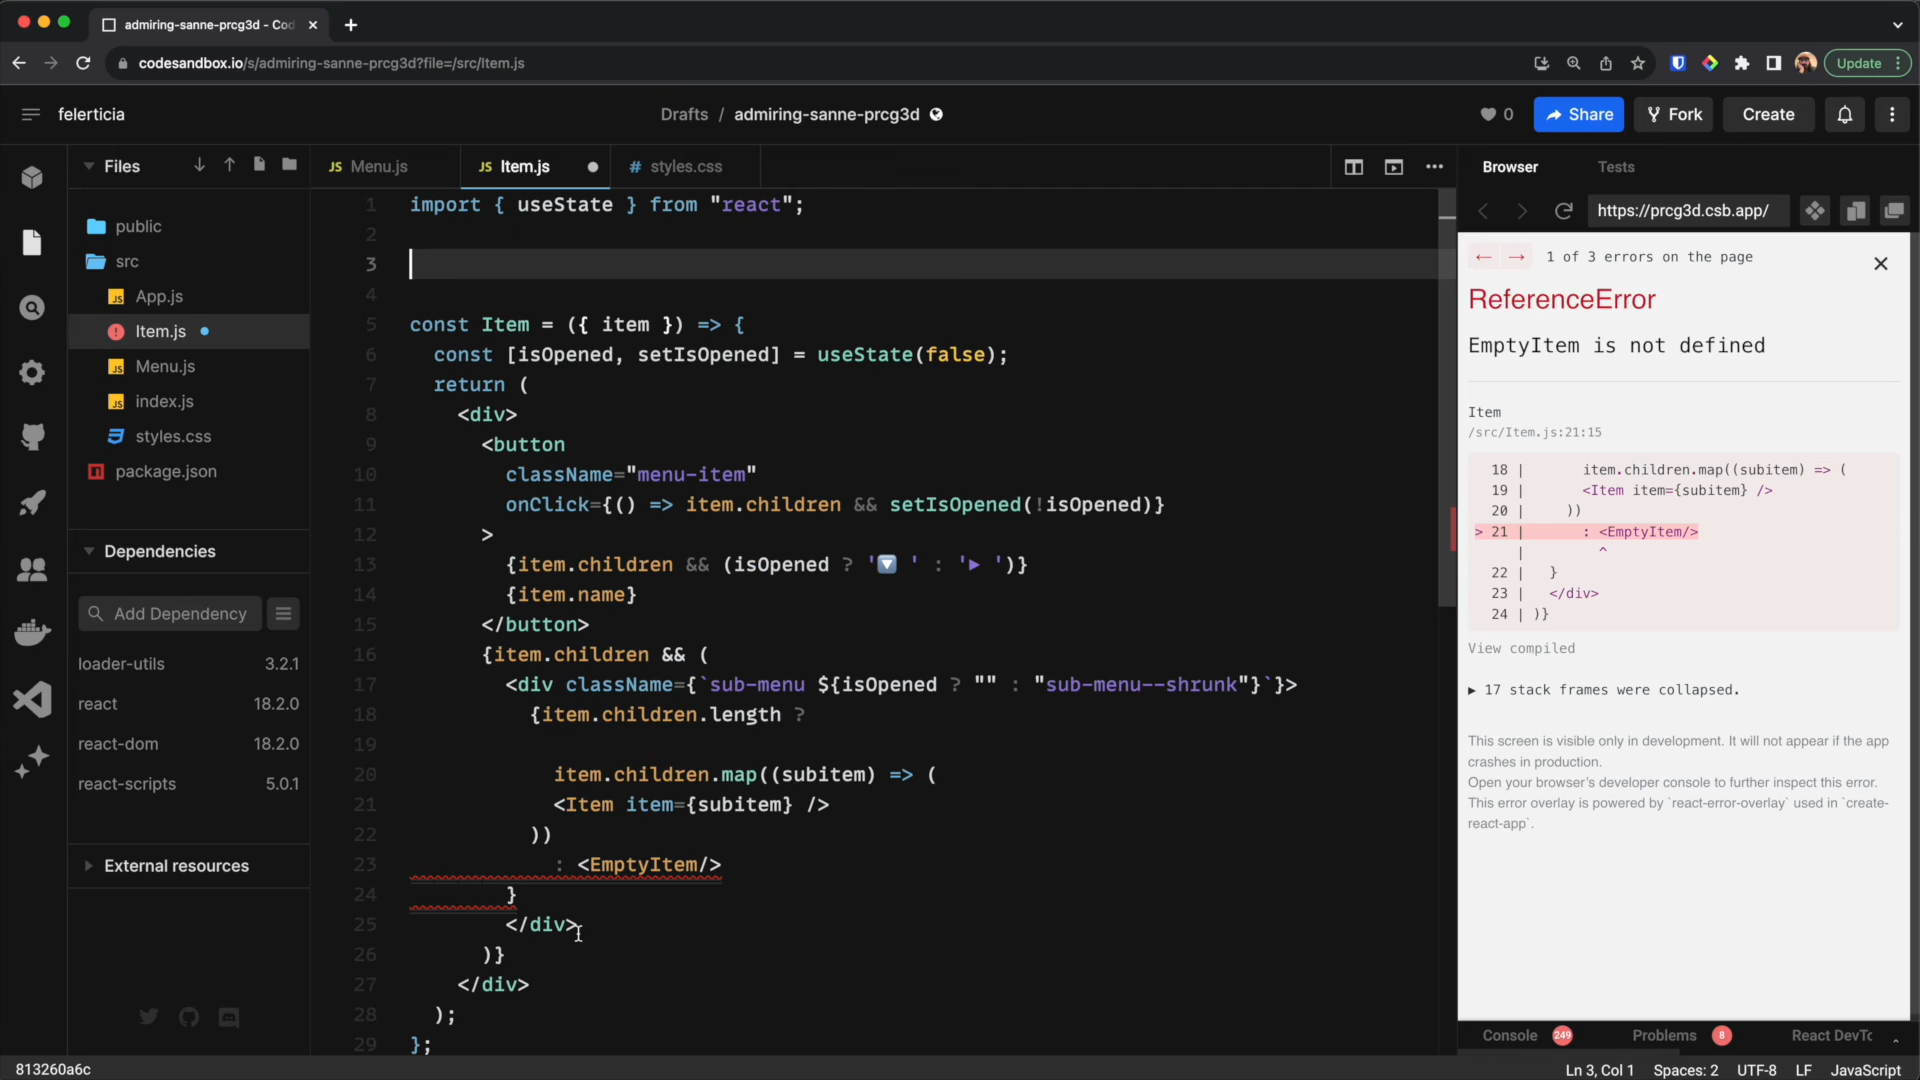 admiring-sanne-prcg3d - Cod
codesandbox.io/s/admiring-sanne-prcg3d?file=/src/Item.js
Update
felerticia
Drafts / admiring-sanne-prcg3d
0
Share
Fork
Create
Files
JS Menu.js
JS Item.js
# styles.css
Browser
Tests
https://prcg3d.csb.app/
public
src
JS App.js
! Item.js
JS Menu.js
JS index.js
styles.css
package.json
Dependencies
Add Dependency
loader-utils 3.2.1
react 18.2.0
react-dom 18.2.0
react-scripts 5.0.1
External resources
1 import { useState } from "react";
2
3
4
5 const Item = ({ item }) => {
6 const [isOpened, setIsOpened] = useState(false);
7 return (
8 <div>
9 <button
10 className="menu-item"
11 onClick={() => item.children && setIsOpened(!isOpened)}
12 >
13 {item.children && (isOpened ? '🔽 ' : '▶ ')}
14 {item.name}
15 </button>
16 {item.children && (
17 <div className={`sub-menu ${isOpened ? "" : "sub-menu--shrunk"}`}>
18 {item.children.length ?
19
20 item.children.map((subitem) => (
21 <Item item={subitem} />
22 ))
23 : <EmptyItem/>
24 }
25 </div>
26 )}
27 </div>
28 );
29 };
← → 1 of 3 errors on the page
ReferenceError
EmptyItem is not defined
Item
/src/Item.js:21:15
18 | item.children.map((subitem) => (
19 | <Item item={subitem} />
20 | ))
> 21 | : <EmptyItem/>
| ^
22 | }
23 | </div>
24 | )}
View compiled
▶ 17 stack frames were collapsed.
This screen is visible only in development. It will not appear if the app
crashes in production.
Open your browser’s developer console to further inspect this error.
This error overlay is powered by `react-error-overlay` used in `create-
react-app`.
Console 249
Problems 8
React DevTo
813260a6c
Ln 3, Col 1
Spaces: 2
UTF-8
LF
JavaScript